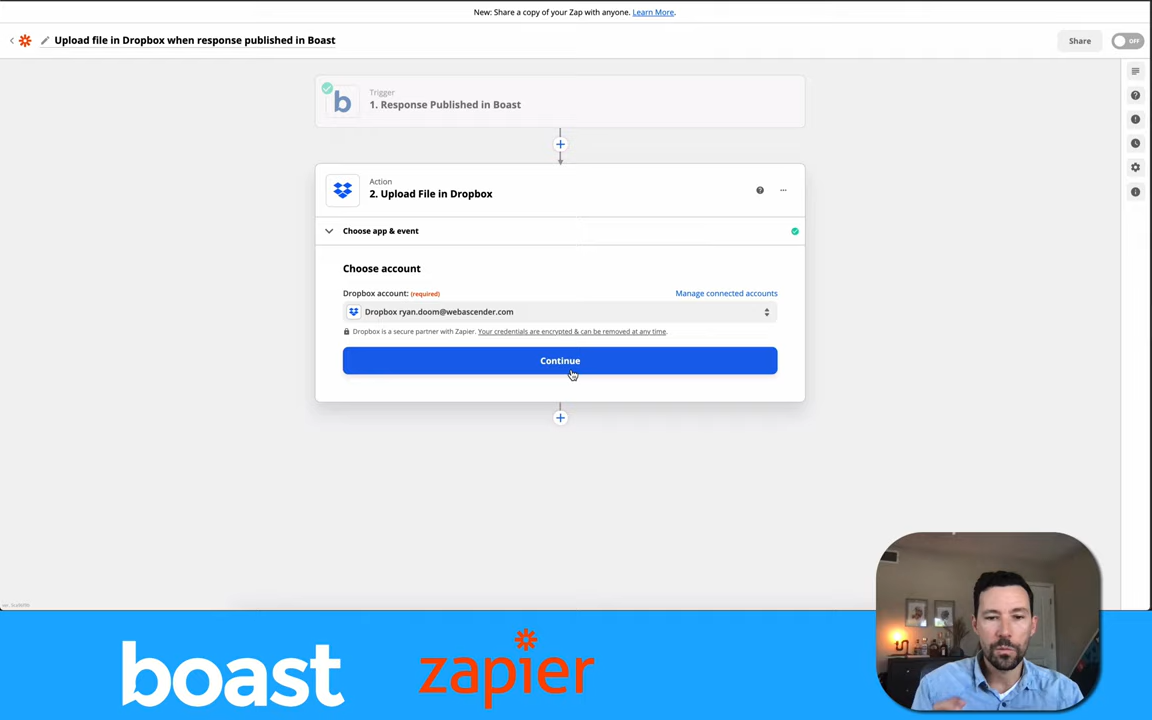 New: Share a copy of your Zap with anyone. Learn More.
Upload file in Dropbox when response published in Boast
Share
OFF
Trigger
1. Response Published in Boast
Action
2. Upload File in Dropbox
Choose app & event
Choose account
Dropbox account: (required)
Manage connected accounts
Dropbox ryan.doom@webascender.com
Dropbox is a secure partner with Zapier. Your credentials are encrypted & can be removed at any time.
Continue
boast
zapier